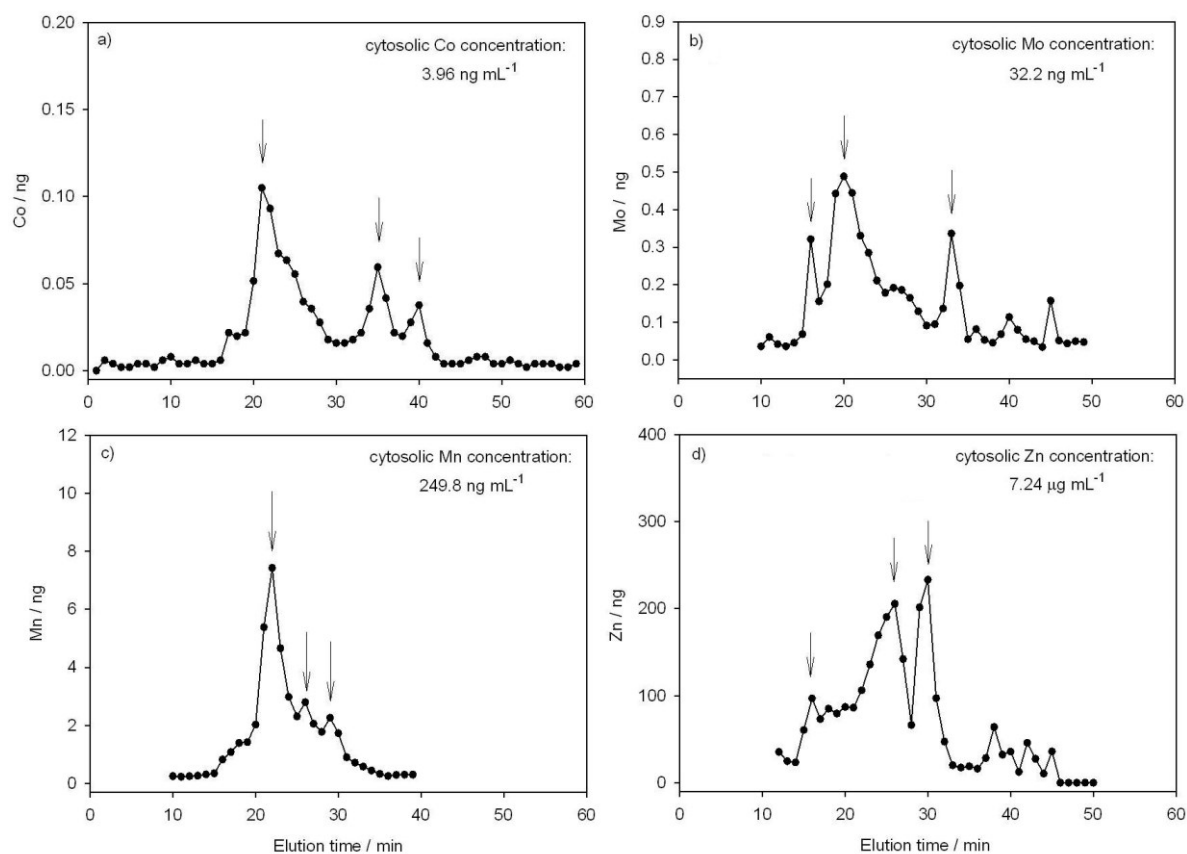 a)
cytosolic Co concentration:
3.96 ng mL⁻¹
Co / ng
0.20
0.15
0.10
0.05
0.00
0 10 20 30 40 50 60
b)
cytosolic Mo concentration:
32.2 ng mL⁻¹
Mo / ng
0.9
0.8
0.7
0.6
0.5
0.4
0.3
0.2
0.1
0.0
0 10 20 30 40 50 60
c)
cytosolic Mn concentration:
249.8 ng mL⁻¹
Mn / ng
12
10
8
6
4
2
0
0 10 20 30 40 50 60
Elution time / min
d)
cytosolic Zn concentration:
7.24 µg mL⁻¹
Zn / ng
400
300
200
100
0
0 10 20 30 40 50 60
Elution time / min